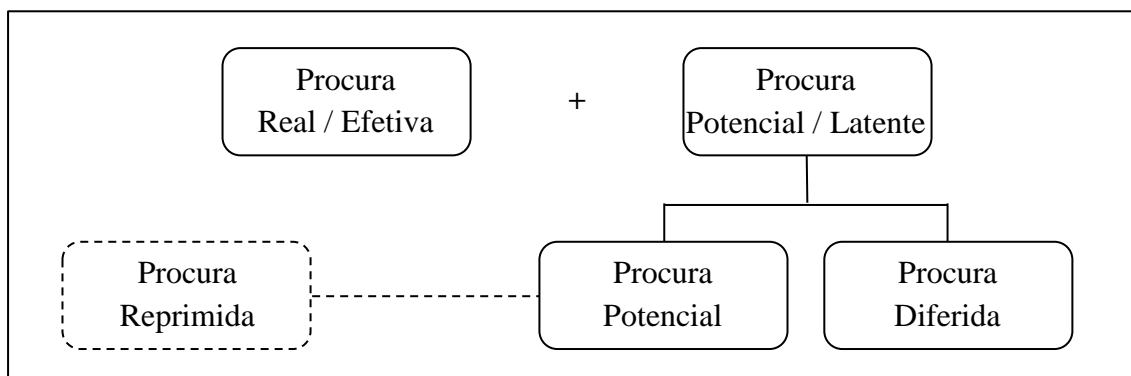 Procura
Real / Efetiva
+
Procura
Potencial / Latente
Procura
Reprimida
Procura
Potencial
Procura
Diferida